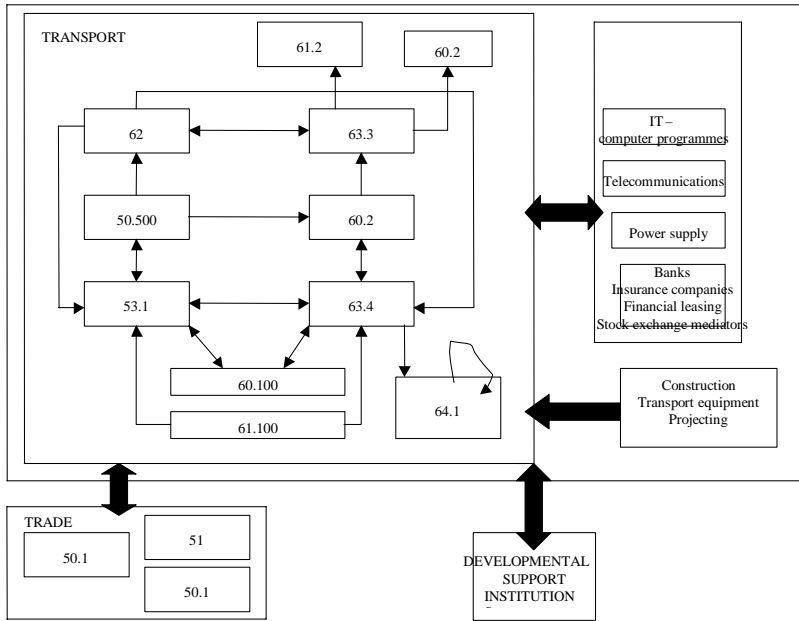 TRANSPORT
61.2
60.2
62
63.3
50.500
60.2
53.1
63.4
60.100
61.100
64.1
IT –
computer programmes
Telecommunications
Power supply
Banks
Insurance companies
Financial leasing
Stock exchange mediators
Construction
Transport equipment
Projecting
TRADE
50.1
51
50.1
DEVELOPMENTAL
SUPPORT
INSTITUTION